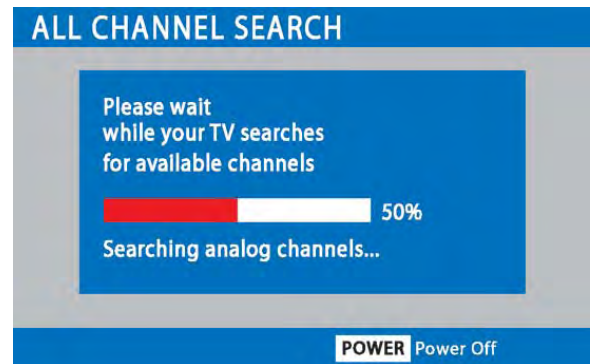 ALL CHANNEL SEARCH
Please wait
while your TV searches
for available channels
50%
Searching analog channels...
POWER Power Off